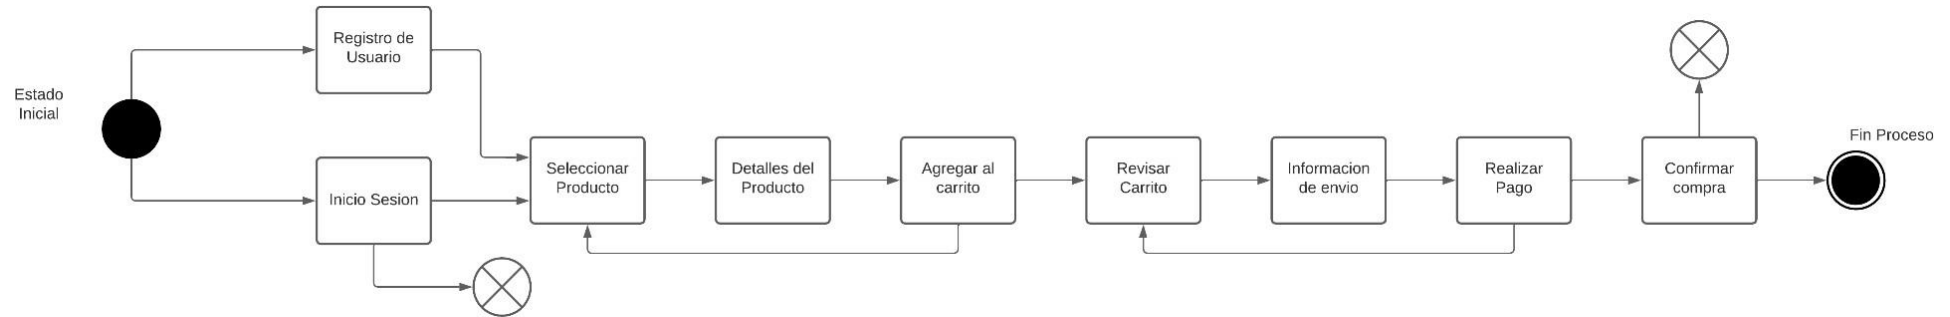 Estado
Inicial
Registro de
Usuario
Inicio Sesion
Seleccionar
Producto
Detalles del
Producto
Agregar al
carrito
Revisar
Carrito
Informacion
de envio
Realizar
Pago
Confirmar
compra
Fin Proceso